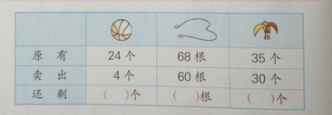 原有 24个 68根 35个
卖出 4个 60根 30个
还剩 ( )个 ( )根 ( )个